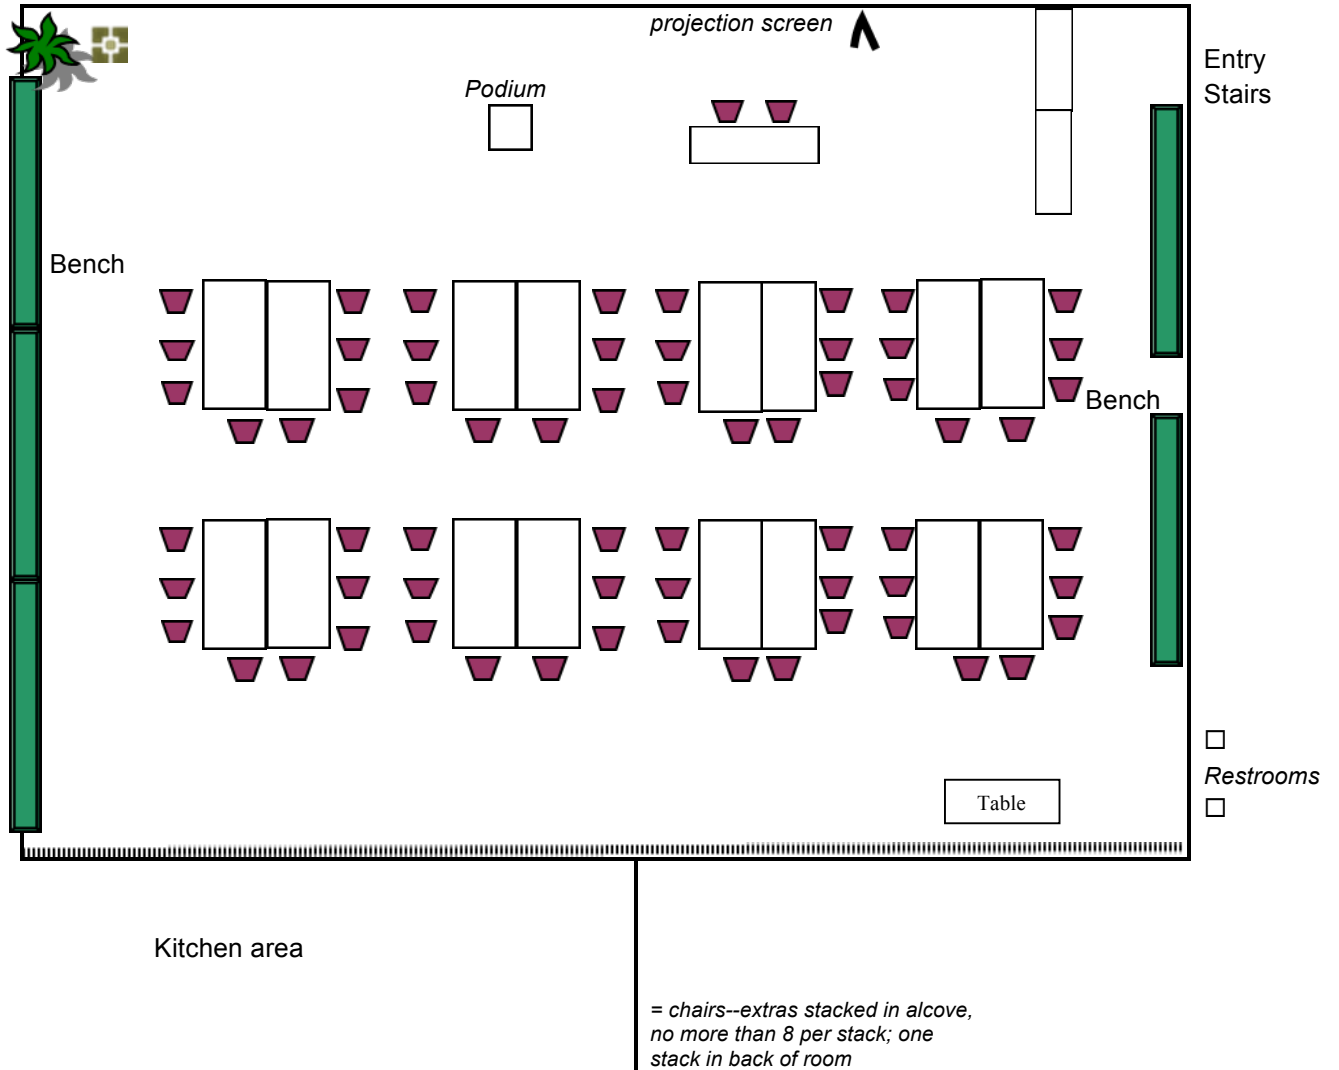 projection screen
Entry
Stairs
Podium
Bench
Bench
Restrooms
Table
Kitchen area
= chairs--extras stacked in alcove,
no more than 8 per stack; one
stack in back of room